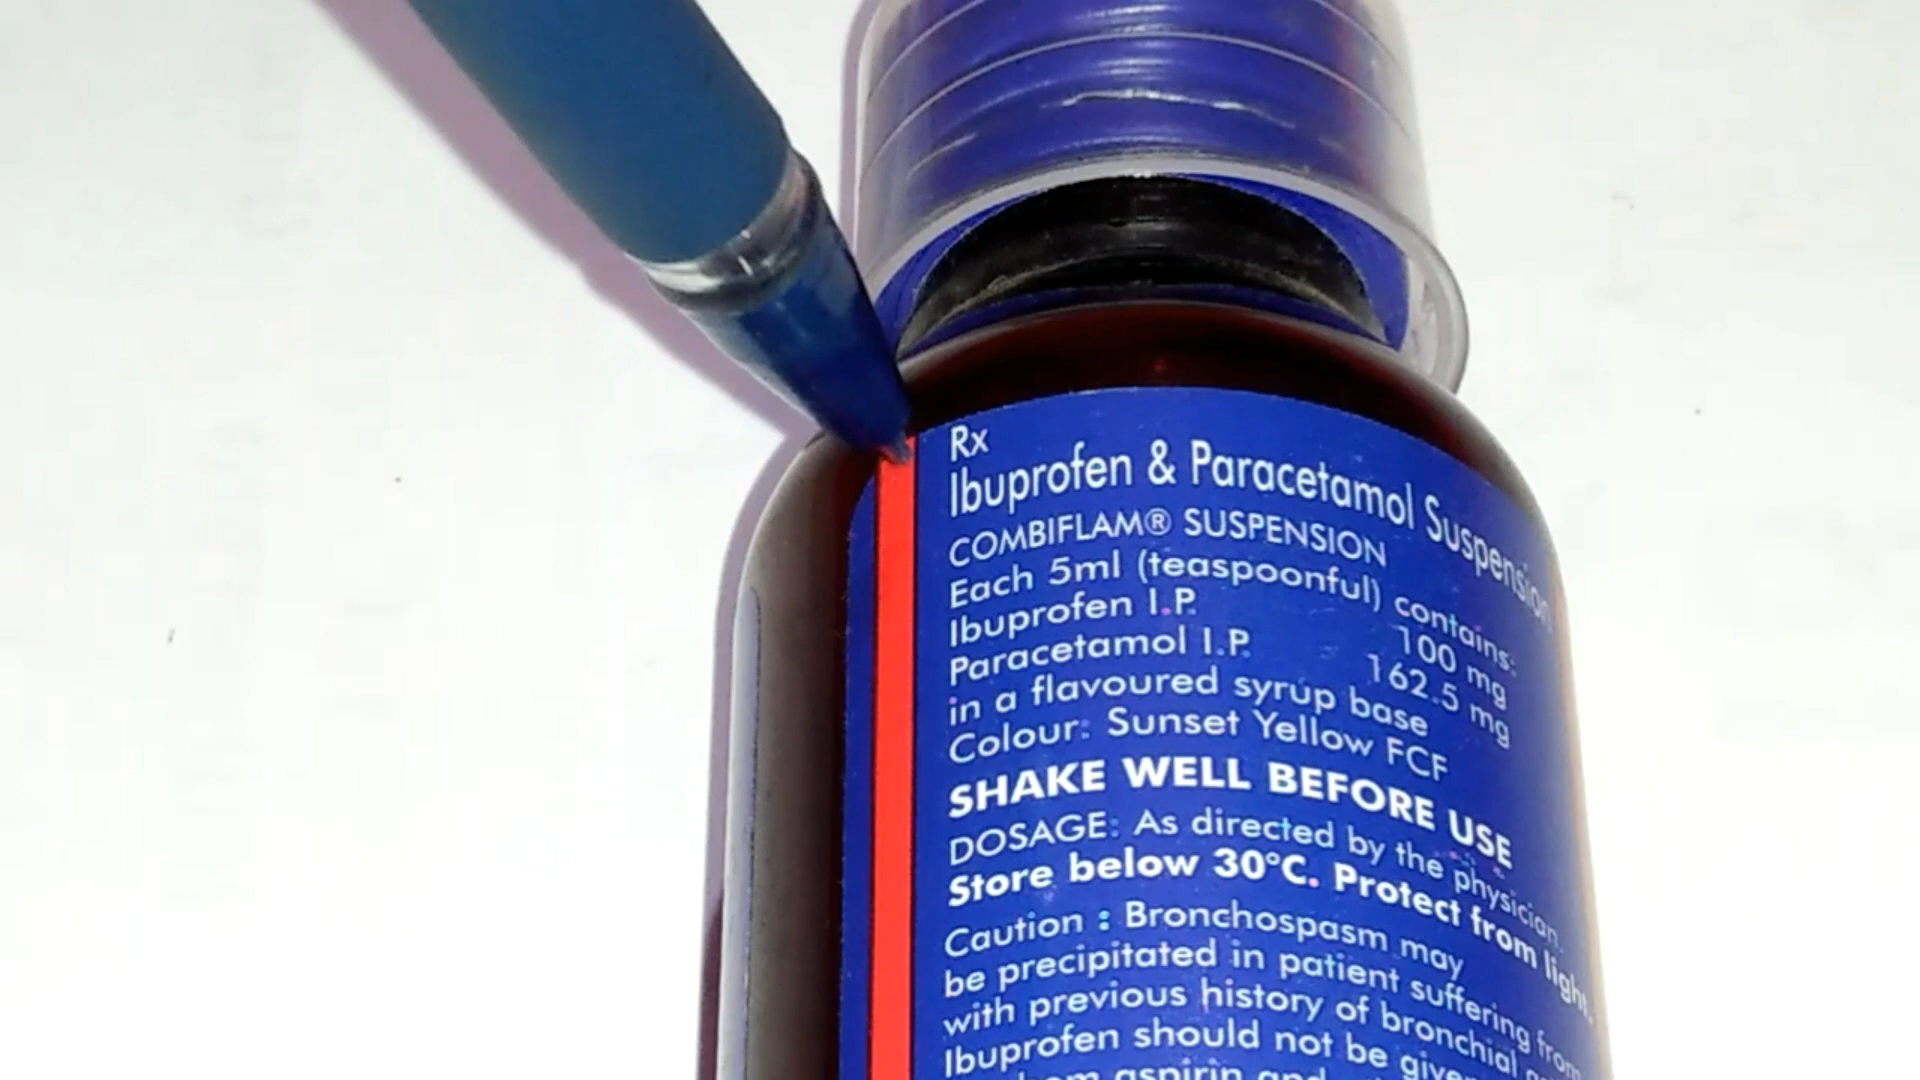 Rx
Ibuprofen & Paracetamol Suspension
COMBIFLAM® SUSPENSION
Each 5ml (teaspoonful) contains:
Ibuprofen I.P. 100 mg
Paracetamol I.P. 162.5 mg
in a flavoured syrup base
Colour: Sunset Yellow FCF
SHAKE WELL BEFORE USE
DOSAGE: As directed by the physician.
Store below 30°C. Protect from light.
Caution : Bronchospasm may
be precipitated in patient suffering from
with previous history of bronchial
Ibuprofen should not be given
aspirin and